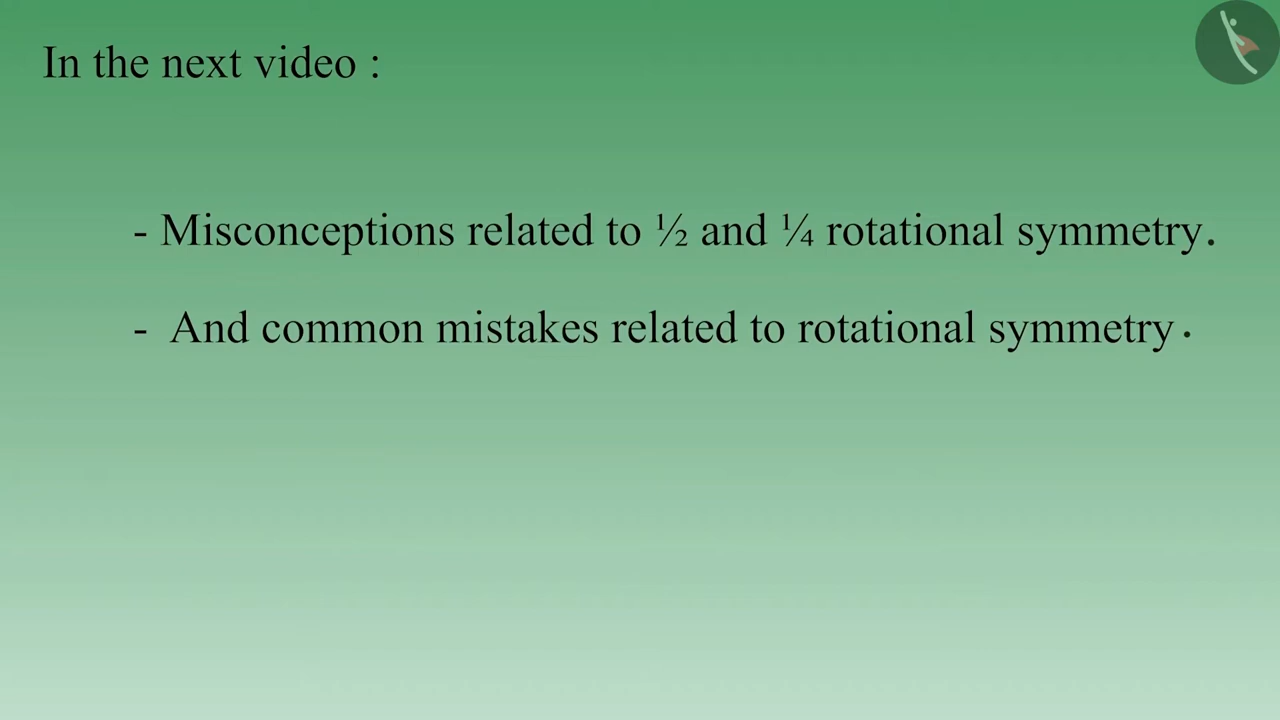 In the next video :
- Misconceptions related to ½ and ¼ rotational symmetry.
- And common mistakes related to rotational symmetry.